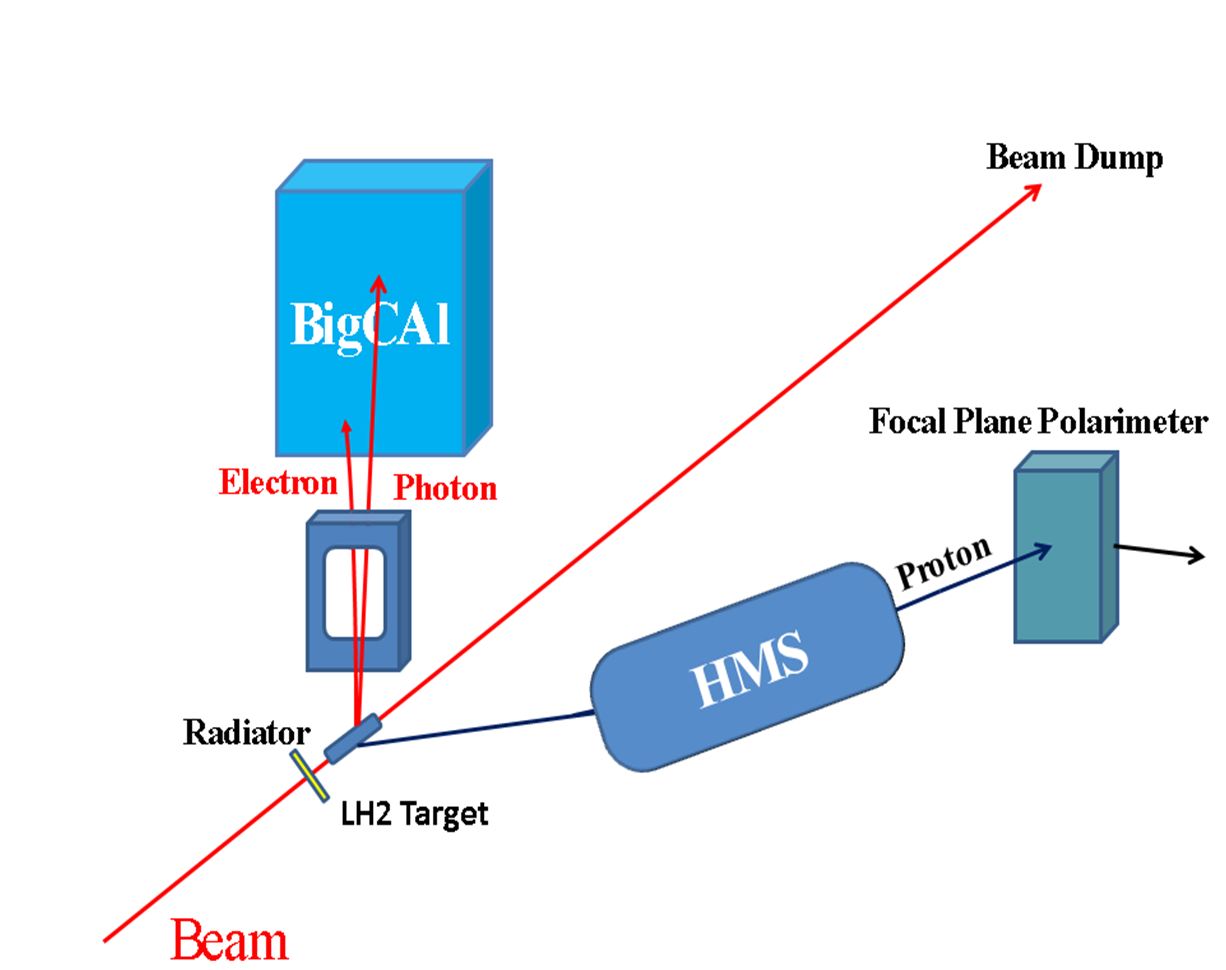 Beam Dump
BigCAl
Focal Plane Polarimeter
Electron
Photon
Proton
HMS
Radiator
LH2 Target
Beam